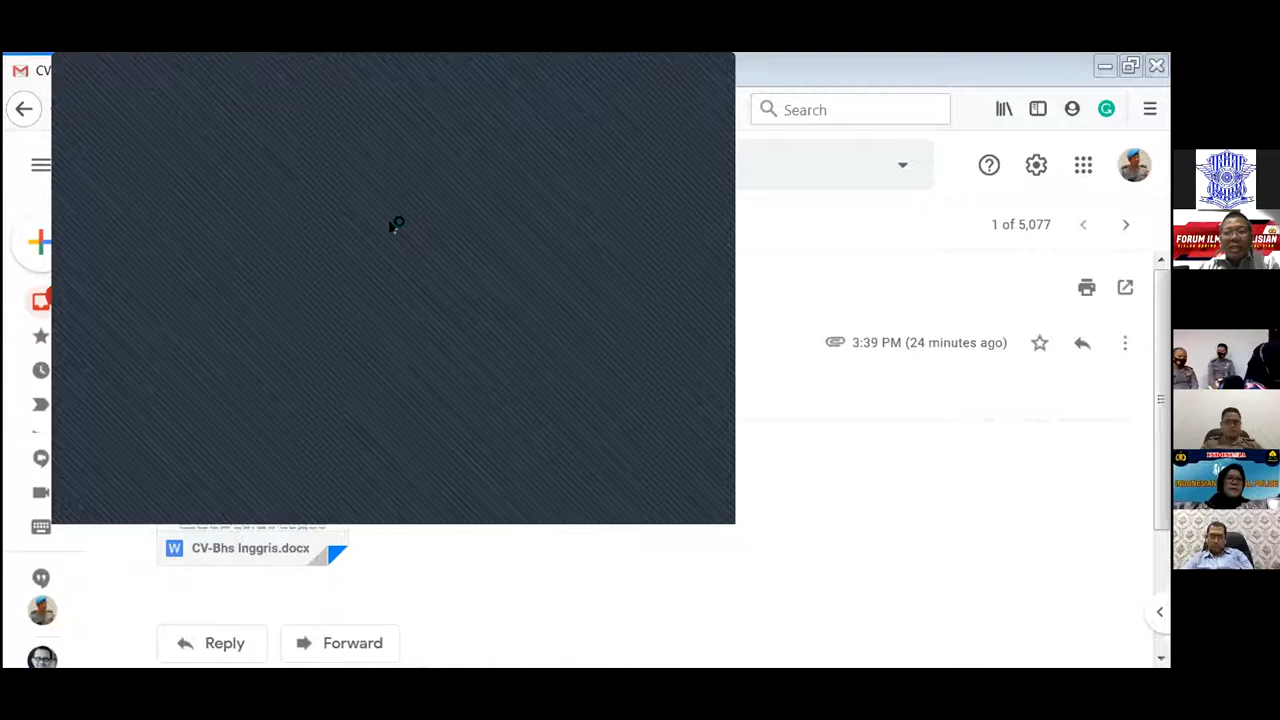 CV
Search
1 of 5,077
3:39 PM (24 minutes ago)
W
CV-Bhs Inggris.docx
Reply
Forward
FORUM
INDONESIA